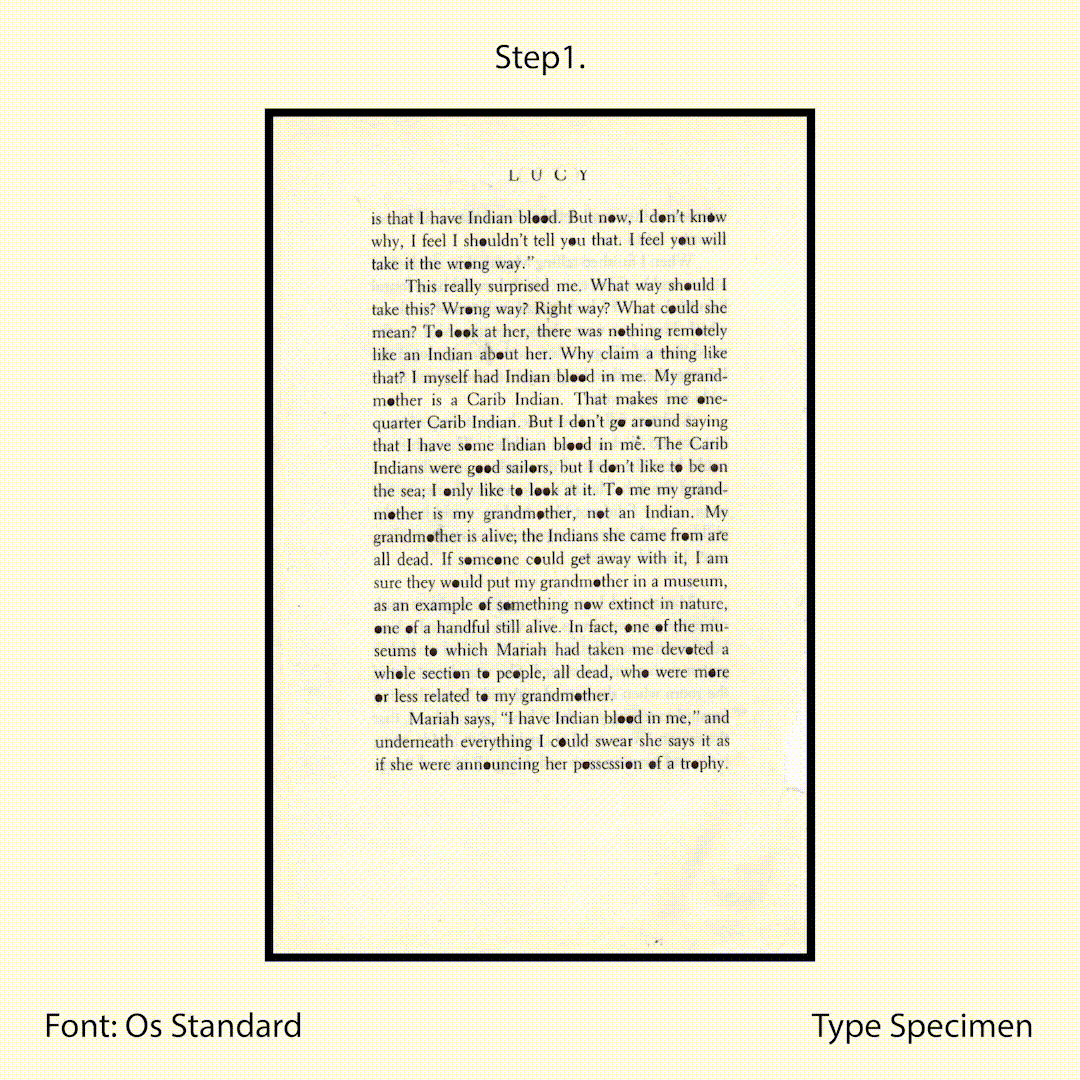 Step1.
L U C Y
is that I have Indian blood. But now, I don't know
why, I feel I shouldn't tell you that. I feel you will
take it the wrong way."
This really surprised me. What way should I
take this? Wrong way? Right way? What could she
mean? To look at her, there was nothing remotely
like an Indian about her. Why claim a thing like
that? I myself had Indian blood in me. My grand-
mother is a Carib Indian. That makes me one-
quarter Carib Indian. But I don't go around saying
that I have some Indian blood in me. The Carib
Indians were good sailors, but I don't like to be on
the sea; I only like to look at it. To me my grand-
mother is my grandmother, not an Indian. My
grandmother is alive; the Indians she came from are
all dead. If someone could get away with it, I am
sure they would put my grandmother in a museum,
as an example of something now extinct in nature,
one of a handful still alive. In fact, one of the mu-
seums to which Mariah had taken me devoted a
whole section to people, all dead, who were more
or less related to my grandmother.
Mariah says, "I have Indian blood in me," and
underneath everything I could swear she says it as
if she were announcing her possession of a trophy.
Font: Os Standard
Type Specimen